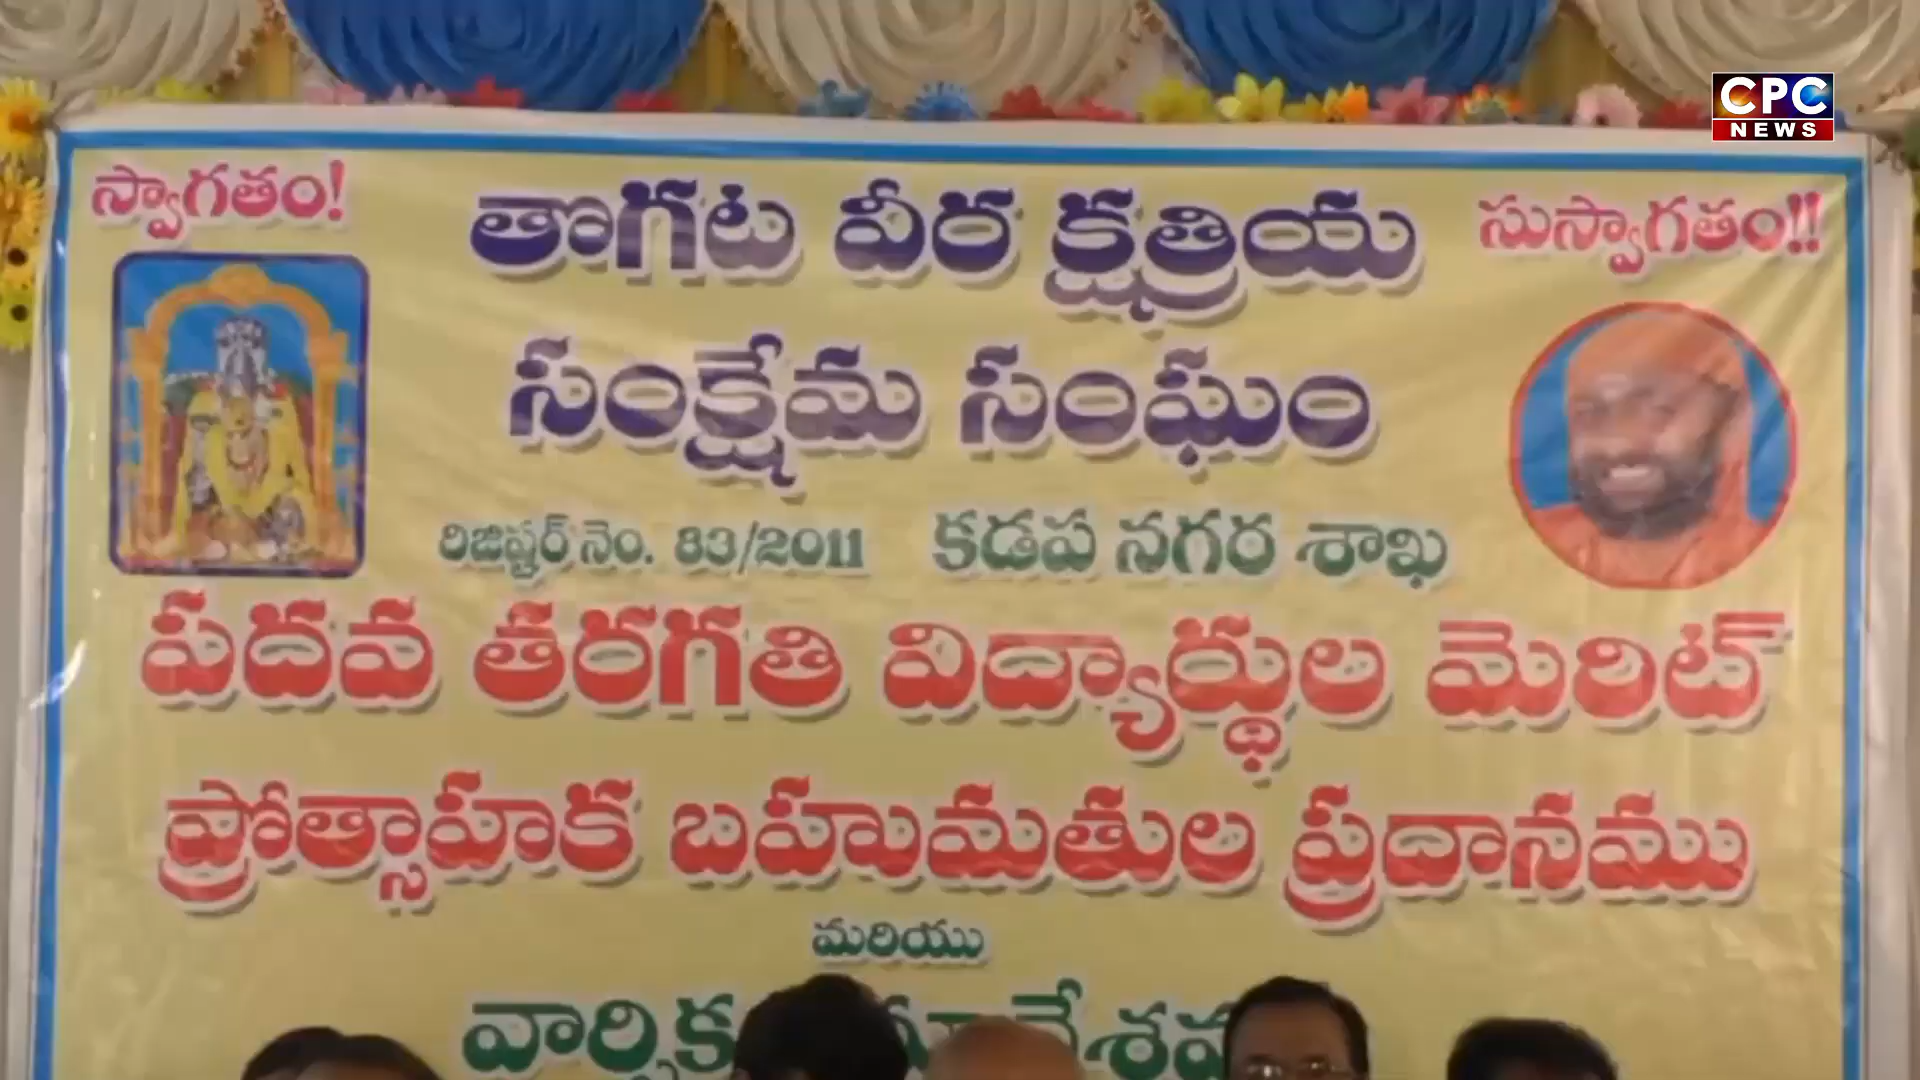 CPC
NEWS
స్వాగతం!
సుస్వాగతం!!
తొగట వీర క్షత్రియ
సంక్షేమ సంఘం
రిజిష్టర్ నెం. 83/2011 కడప నగర శాఖ
పదవ తరగతి విద్యార్థుల మెరిట్
ప్రోత్సాహక బహుమతుల ప్రదానము
మరియు
వార్షిక